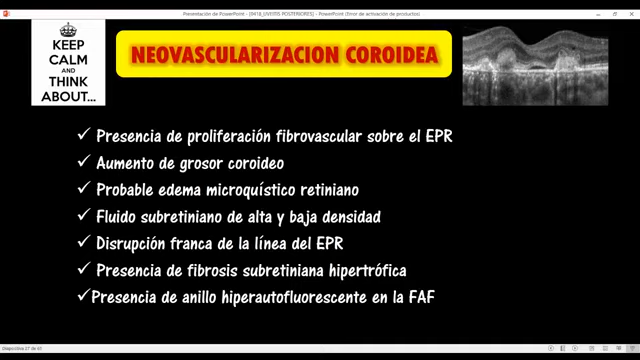 Presentación de PowerPoint - [0418_UVEITIS POSTERIORES] - PowerPoint (Error de activación de productos)
KEEP
CALM
AND
THINK
ABOUT...
NEOVASCULARIZACION COROIDEA
✓ Presencia de proliferación fibrovascular sobre el EPR
✓ Aumento de grosor coroideo
✓ Probable edema microquístico retiniano
✓ Fluido subretiniano de alta y baja densidad
✓ Disrupción franca de la línea del EPR
✓ Presencia de fibrosis subretiniana hipertrófica
✓Presencia de anillo hiperautofluorescente en la FAF